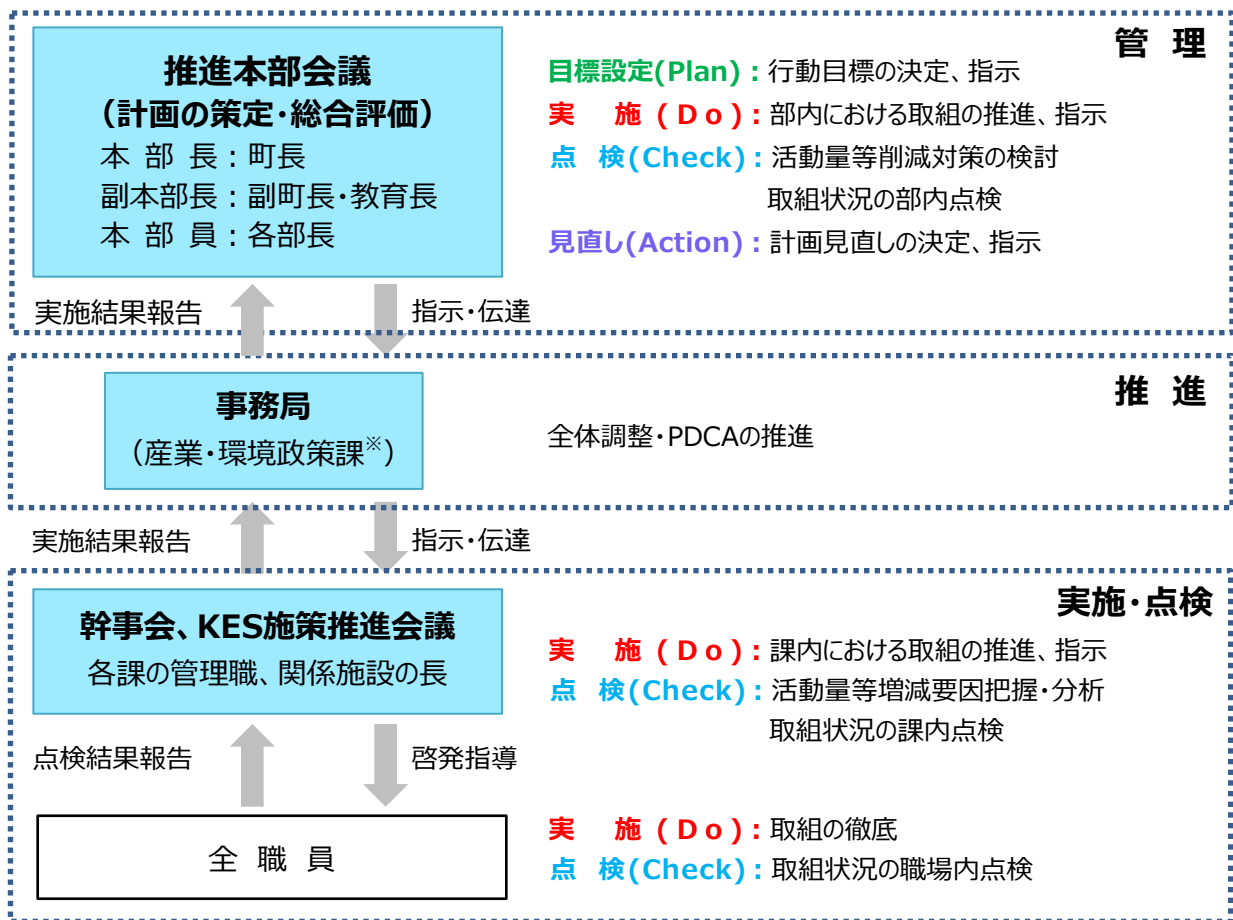 管 理
推進本部会議
（計画の策定･総合評価）
本 部 長：町長
副本部長：副町長･教育長
本 部 員：各部長
目標設定(Plan)：行動目標の決定、指示
実 施 ( D o )：部内における取組の推進、指示
点 検(Check)：活動量等削減対策の検討
取組状況の部内点検
見直し(Action)：計画見直しの決定、指示
実施結果報告
指示･伝達
推 進
事務局
（産業･環境政策課※）
全体調整･PDCAの推進
実施結果報告
指示･伝達
実施･点検
幹事会、KES施策推進会議
各課の管理職、関係施設の長
実 施 ( D o )：課内における取組の推進、指示
点 検(Check)：活動量等増減要因把握･分析
取組状況の課内点検
点検結果報告
啓発指導
全 職 員
実 施 ( D o )：取組の徹底
点 検(Check)：取組状況の職場内点検